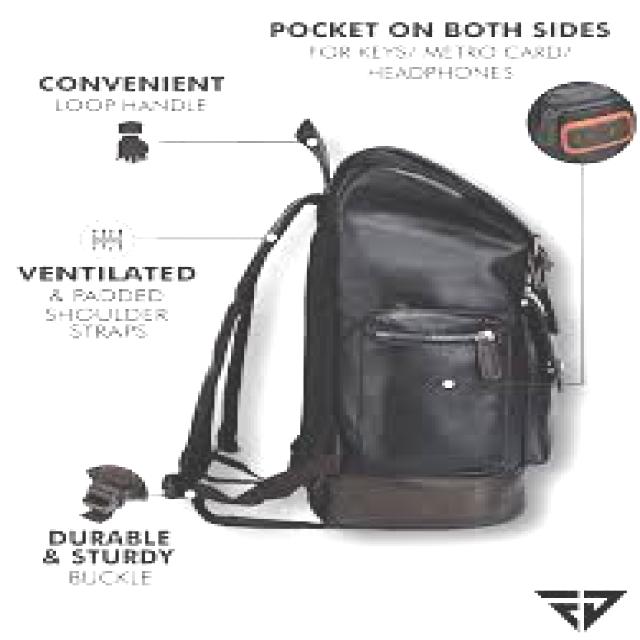 POCKET ON BOTH SIDES
FOR KEYS/ METRO CARD/
HEADPHONES
CONVENIENT
LOOP HANDLE
VENTILATED
& PADDED
SHOULDER
STRAPS
DURABLE
& STURDY
BUCKLE